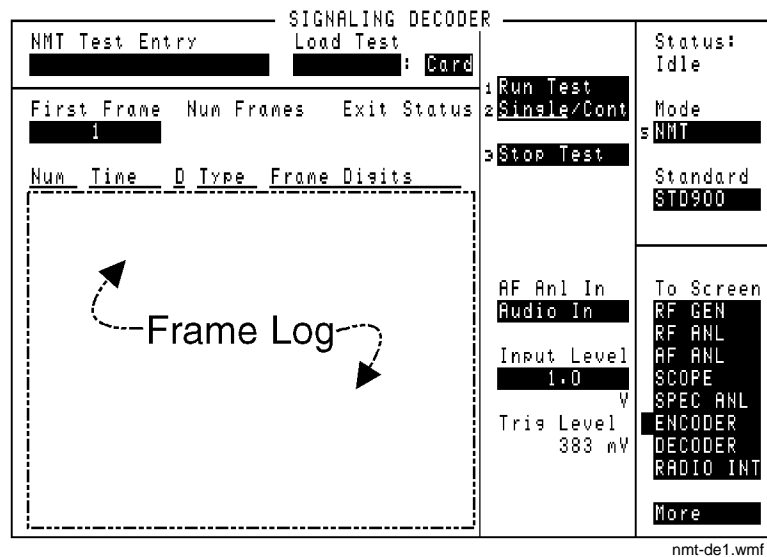 SIGNALING DECODER
NMT Test Entry
Load Test
: Card
First Frame
Num Frames
Exit Status
1
Num Time D Type Frame Digits
Frame Log
1 Run Test
2 Single/Cont
3 Stop Test
AF Anl In
Audio In
Input Level
1.0
V
Trig Level
383 mV
Status:
Idle
Mode
5 NMT
Standard
STD900
To Screen
RF GEN
RF ANL
AF ANL
SCOPE
SPEC ANL
ENCODER
DECODER
RADIO INT
More
nmt-de1.wmf